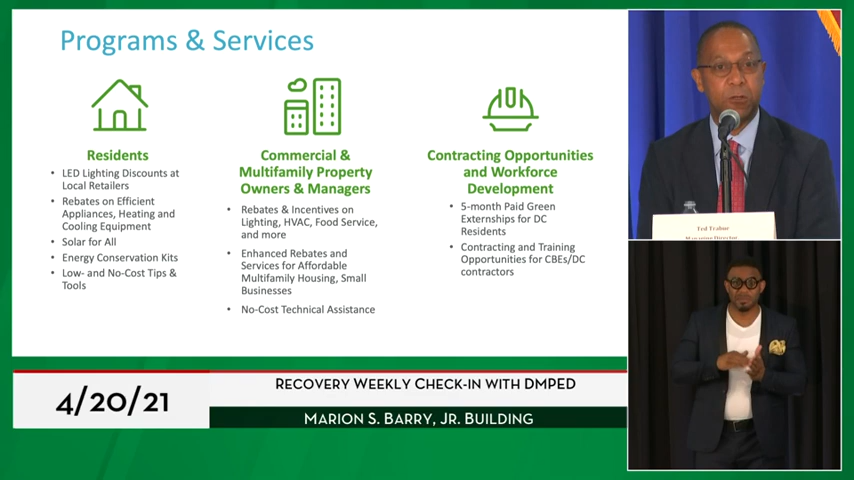 Programs & Services
Residents
• LED Lighting Discounts at
Local Retailers
• Rebates on Efficient
Appliances, Heating and
Cooling Equipment
• Solar for All
• Energy Conservation Kits
• Low- and No-Cost Tips &
Tools
Commercial &
Multifamily Property
Owners & Managers
• Rebates & Incentives on
Lighting, HVAC, Food Service,
and more
• Enhanced Rebates and
Services for Affordable
Multifamily Housing, Small
Businesses
• No-Cost Technical Assistance
Contracting Opportunities
and Workforce
Development
• 5-month Paid Green
Externships for DC
Residents
• Contracting and Training
Opportunities for CBEs/DC
contractors
Ted Trabue
Managing Director
4/20/21
Recovery Weekly Check-in with DMPED
Marion S. Barry, Jr. Building